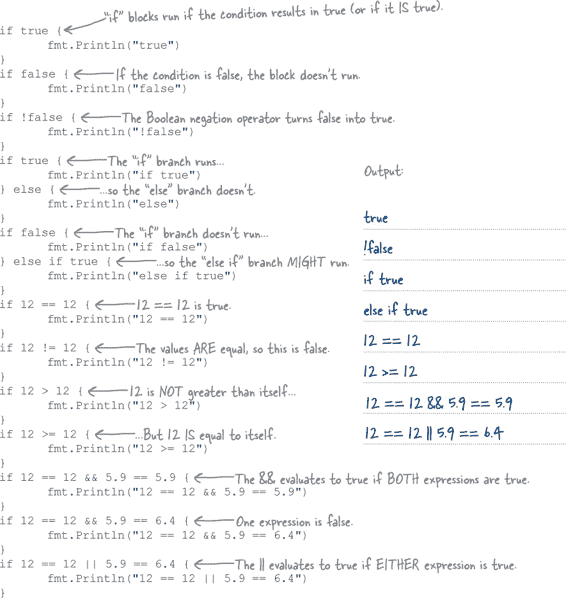 "if" blocks run if the condition results in true (or if it IS true).
if true {
fmt.Println("true")
}
if false { If the condition is false, the block doesn't run.
fmt.Println("false")
}
if !false { The Boolean negation operator turns false into true.
fmt.Println("!false")
}
if true { The "if" branch runs...
fmt.Println("if true")
} else { ...so the "else" branch doesn't.
fmt.Println("else")
}
if false { The "if" branch doesn't run...
fmt.Println("if false")
} else if true { ...so the "else if" branch MIGHT run.
fmt.Println("else if true")
}
if 12 == 12 { 12 == 12 is true.
fmt.Println("12 == 12")
}
if 12 != 12 { The values ARE equal, so this is false.
fmt.Println("12 != 12")
}
if 12 > 12 { 12 is NOT greater than itself...
fmt.Println("12 > 12")
}
if 12 >= 12 { ...But 12 IS equal to itself.
fmt.Println("12 >= 12")
}
if 12 == 12 && 5.9 == 5.9 { The && evaluates to true if BOTH expressions are true.
fmt.Println("12 == 12 && 5.9 == 5.9")
}
if 12 == 12 && 5.9 == 6.4 { One expression is false.
fmt.Println("12 == 12 && 5.9 == 6.4")
}
if 12 == 12 || 5.9 == 6.4 { The || evaluates to true if EITHER expression is true.
fmt.Println("12 == 12 || 5.9 == 6.4")
}
Output:
true
!false
if true
else if true
12 == 12
12 >= 12
12 == 12 && 5.9 == 5.9
12 == 12 || 5.9 == 6.4